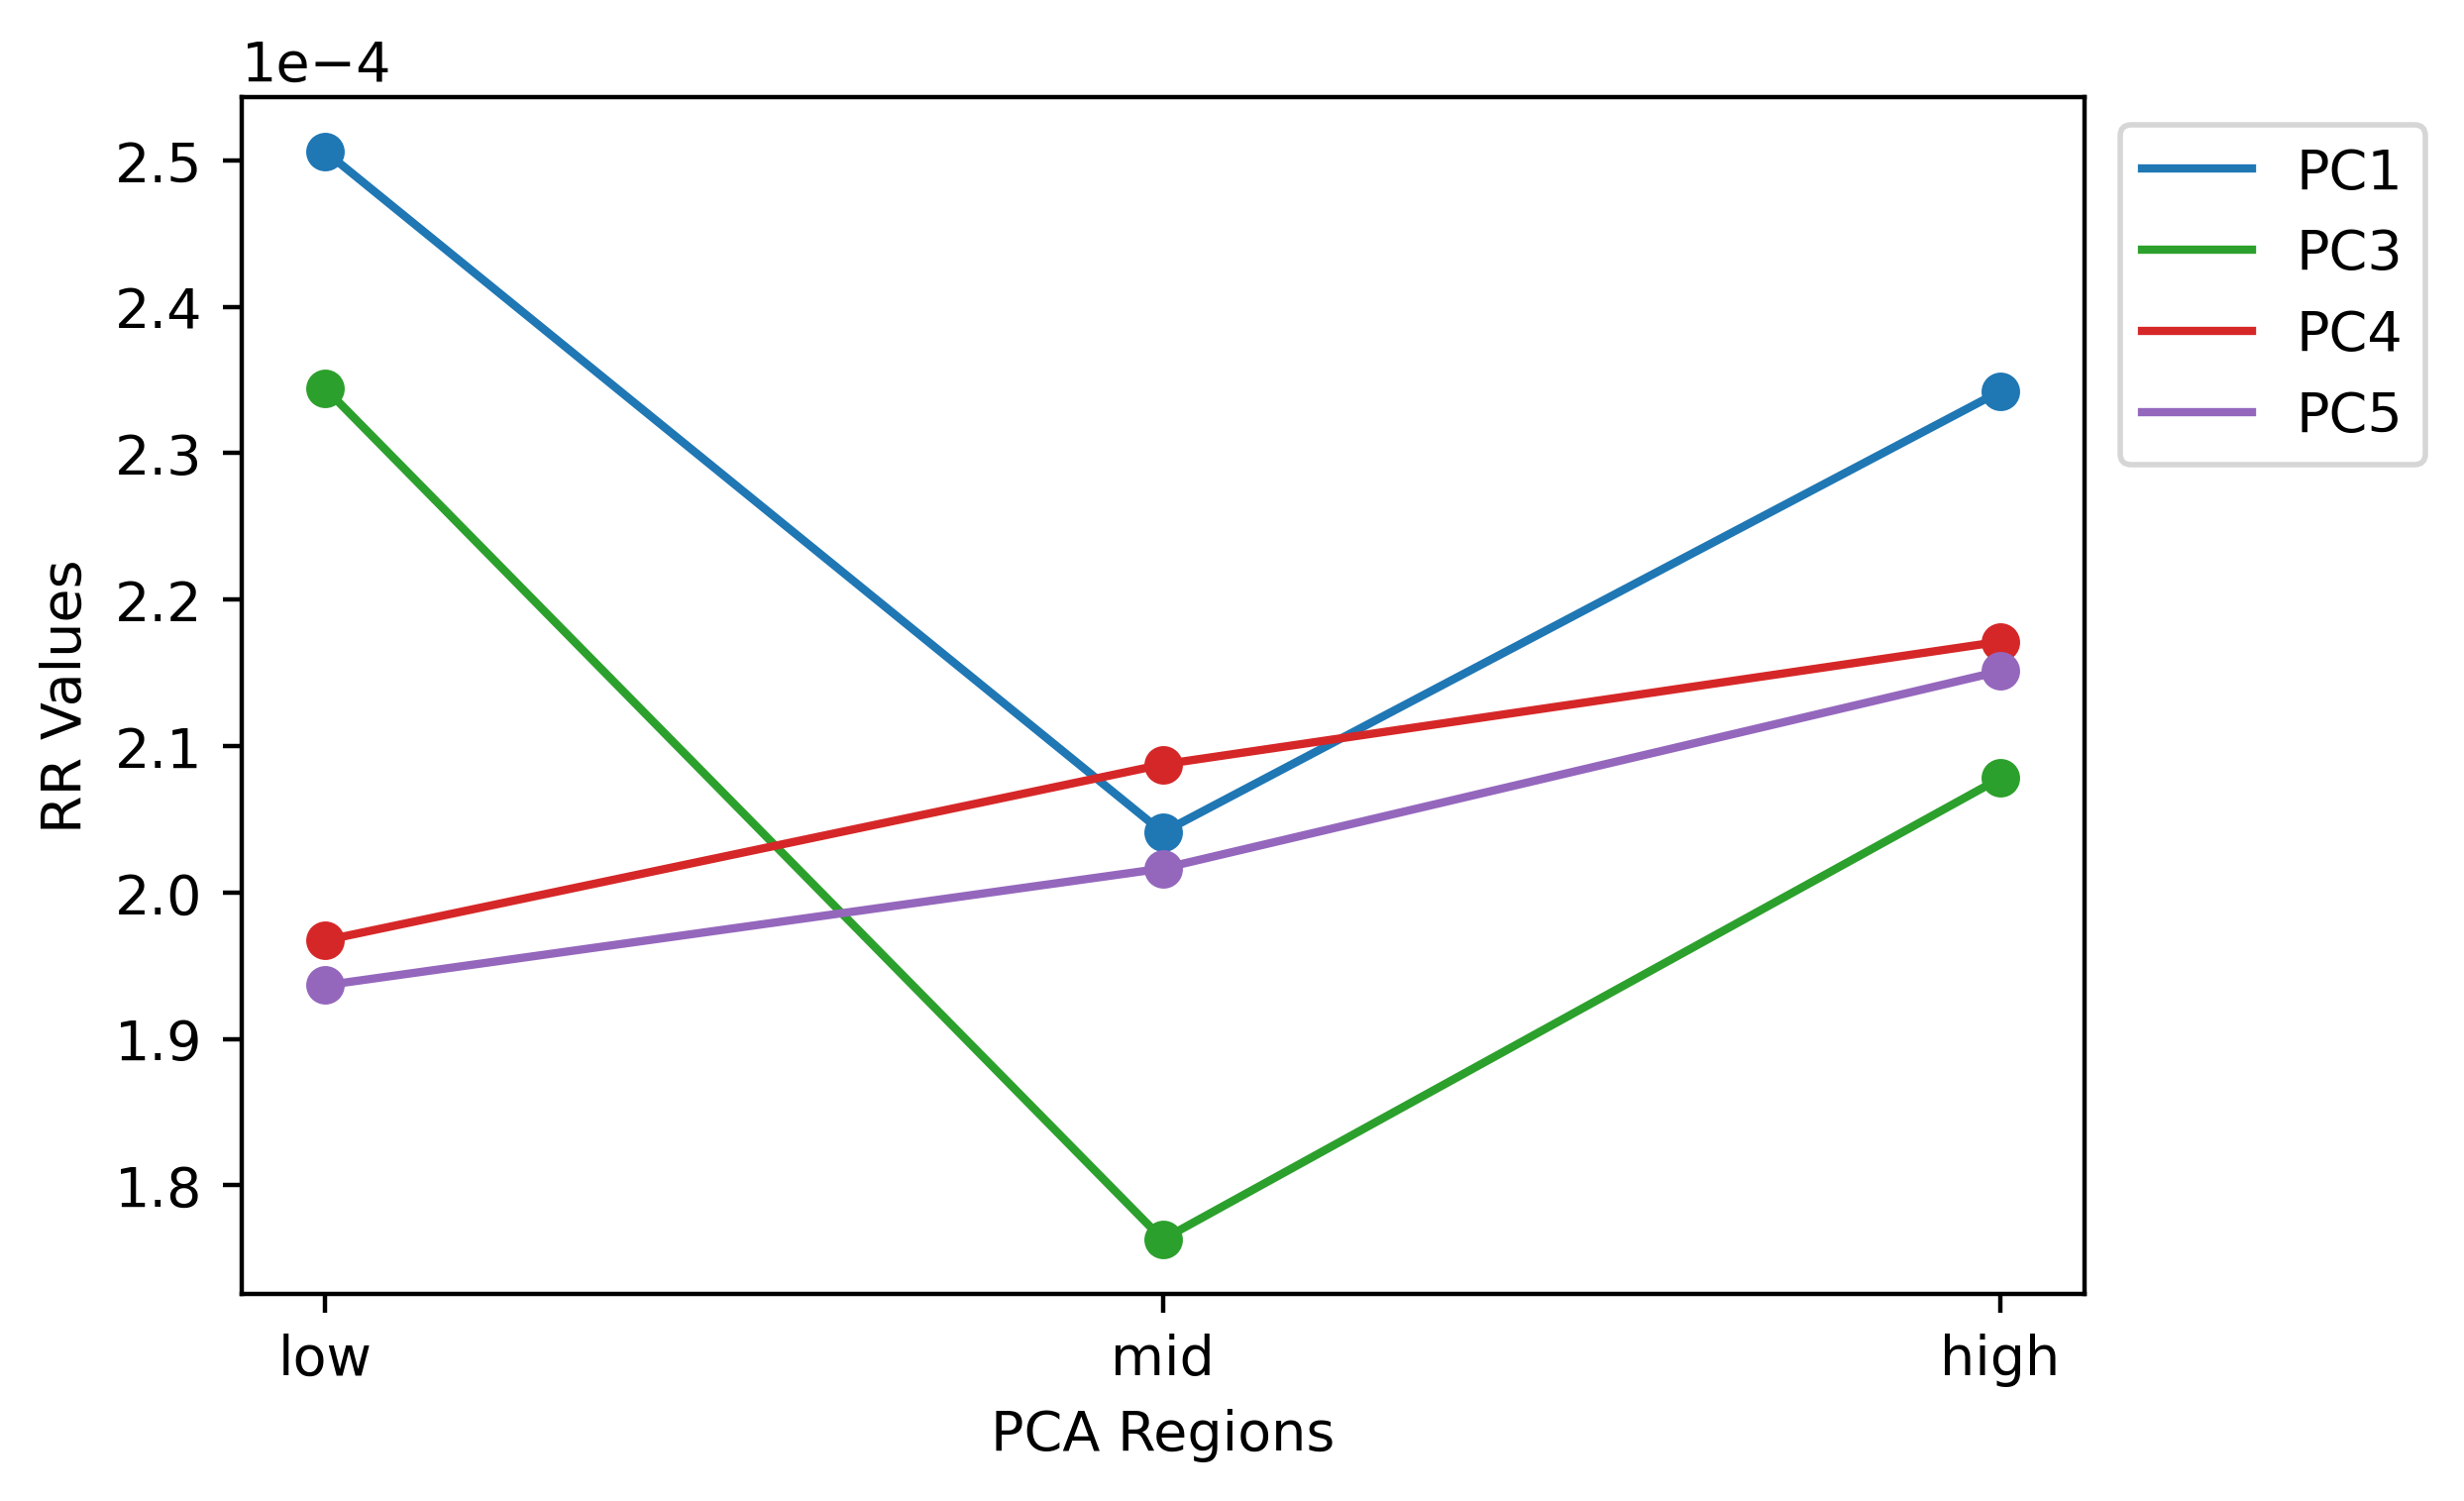 1e−4
2.5
2.4
2.3
2.2
2.1
2.0
1.9
1.8
RR Values
low
mid
high
PCA Regions
PC1
PC3
PC4
PC5